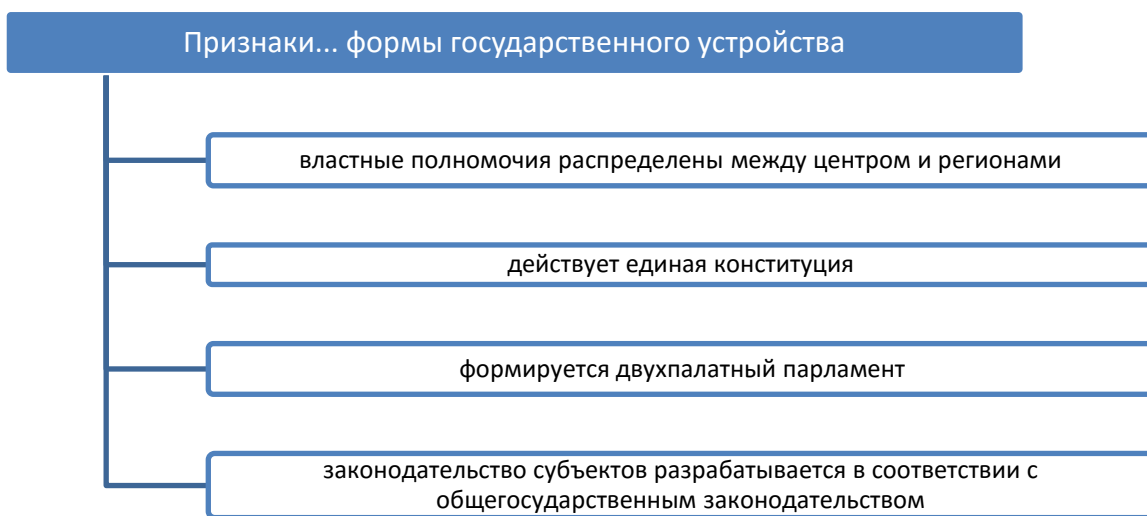 Признаки... формы государственного устройства
властные полномочия распределены между центром и регионами
действует единая конституция
формируется двухпалатный парламент
законодательство субъектов разрабатывается в соответствии с
общегосударственным законодательством